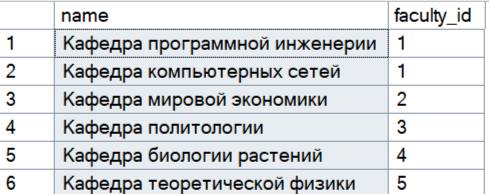 name faculty_id
1 Кафедра программной инженерии 1
2 Кафедра компьютерных сетей 1
3 Кафедра мировой экономики 2
4 Кафедра политологии 3
5 Кафедра биологии растений 4
6 Кафедра теоретической физики 5